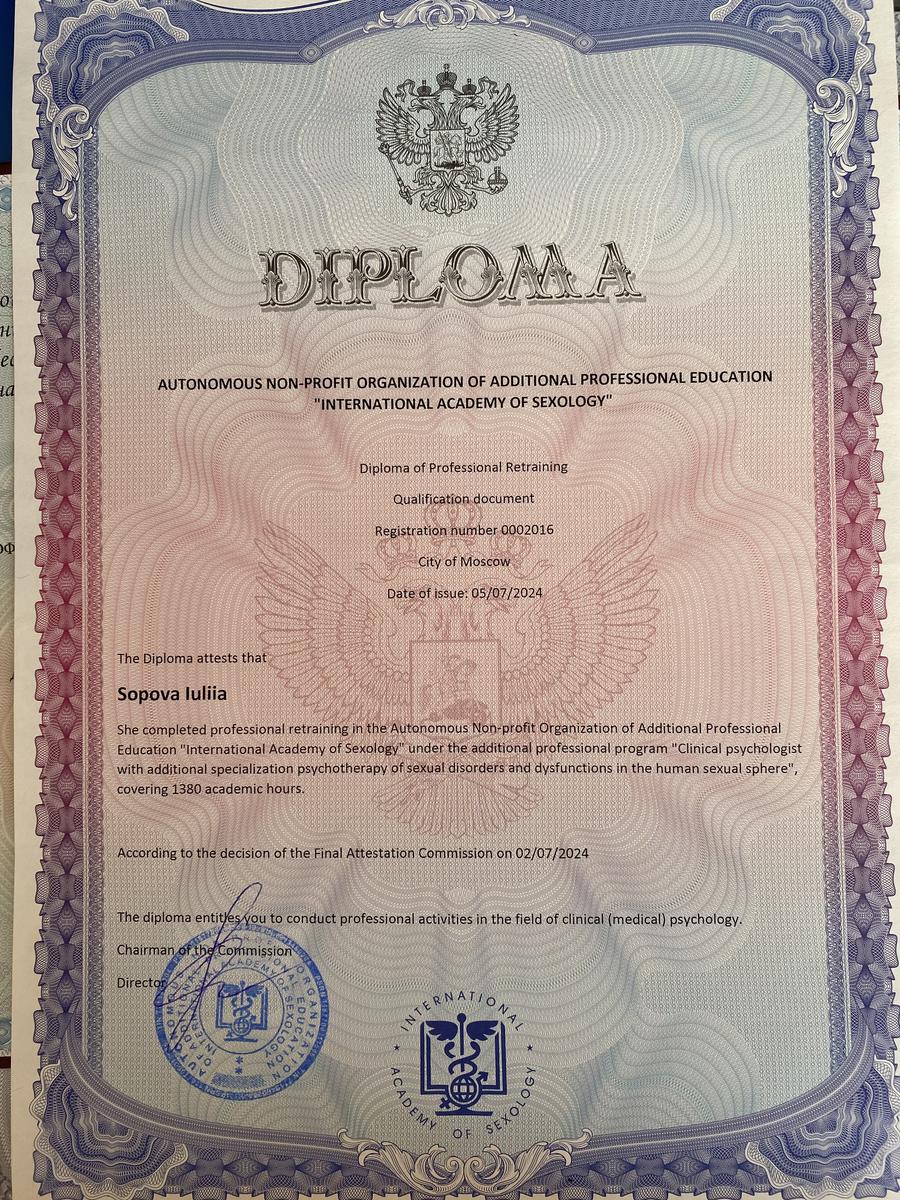 DIPLOMA
AUTONOMOUS NON-PROFIT ORGANIZATION OF ADDITIONAL PROFESSIONAL EDUCATION
"INTERNATIONAL ACADEMY OF SEXOLOGY"
Diploma of Professional Retraining
Qualification document
Registration number 0002016
City of Moscow
Date of issue: 05/07/2024
The Diploma attests that
Sopova Iuliia
She completed professional retraining in the Autonomous Non-profit Organization of Additional Professional
Education "International Academy of Sexology" under the additional professional program "Clinical psychologist
with additional specialization psychotherapy of sexual disorders and dysfunctions in the human sexual sphere",
covering 1380 academic hours.
According to the decision of the Final Attestation Commission on 02/07/2024
The diploma entitles you to conduct professional activities in the field of clinical (medical) psychology.
Chairman of the Commission
Director
INTERNATIONAL
ACADEMY OF SEXOLOGY